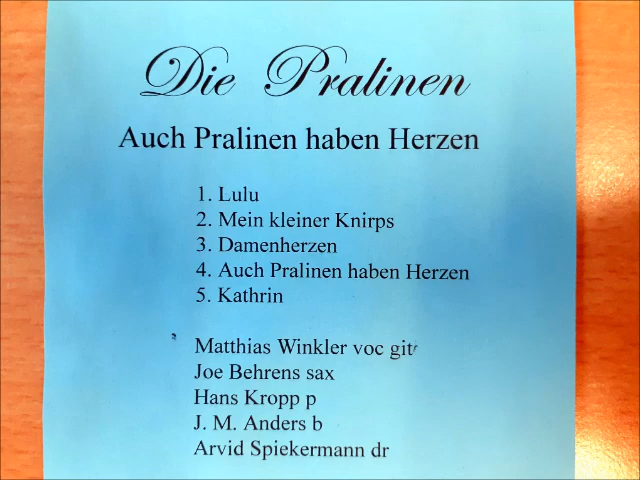 Die Pralinen
Auch Pralinen haben Herzen
1. Lulu
2. Mein kleiner Knirps
3. Damenherzen
4. Auch Pralinen haben Herzen
5. Kathrin
Matthias Winkler voc gitr
Joe Behrens sax
Hans Kropp p
J. M. Anders b
Arvid Spiekermann dr